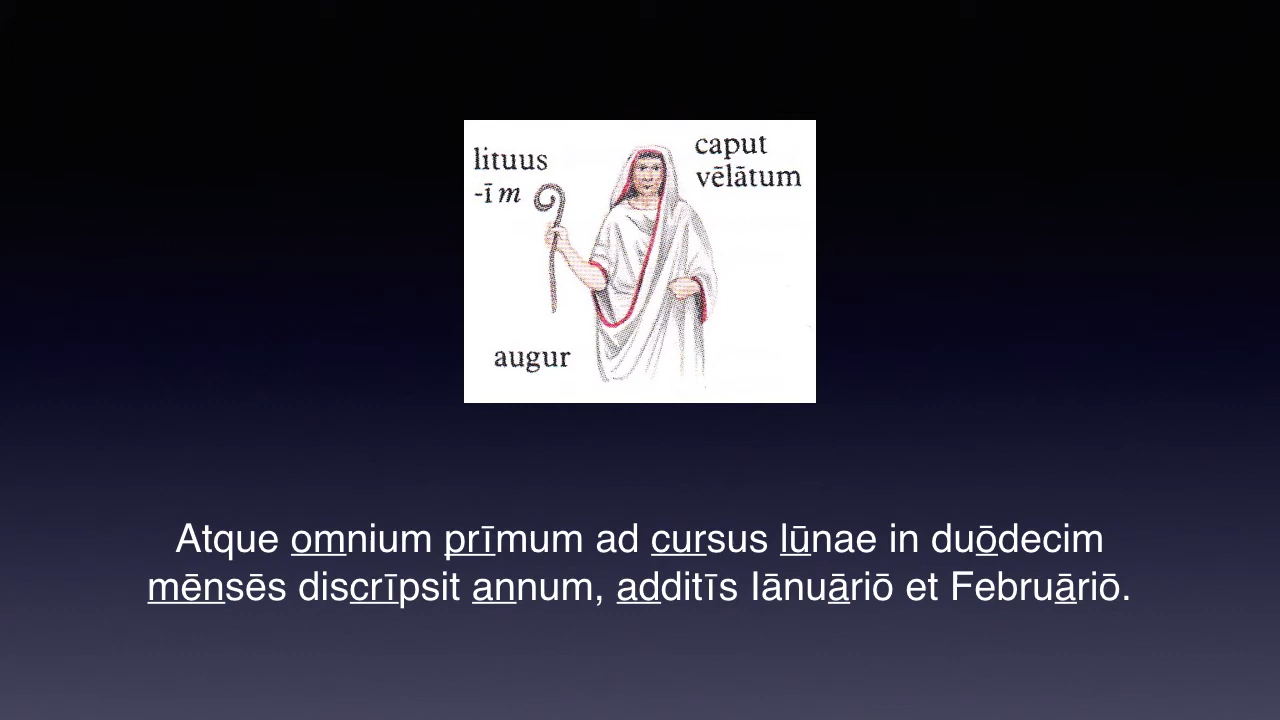 lituus
-ī m
caput
vēlātum
augur
Atque omnium prīmum ad cursus lūnae in duōdecim
mēnsēs discrīpsit annum, additīs Iānuāriō et Februāriō.